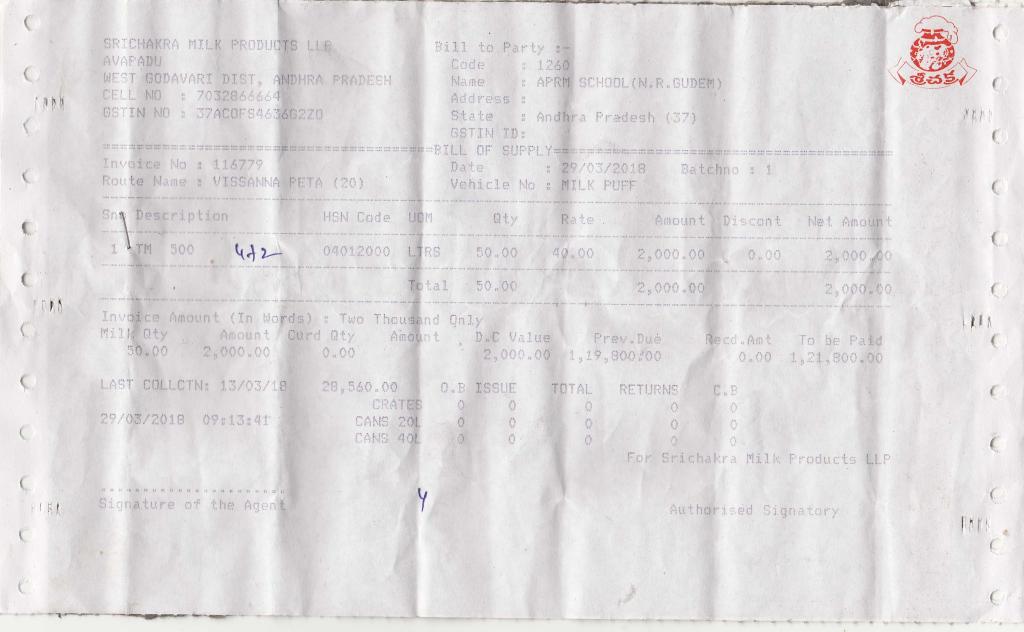 SRICHAKRA MILK PRODUCTS LLP
AVAPADU
WEST GODAVARI DIST, ANDHRA PRADESH
CELL NO : 7032866664
GSTIN NO : 37ACOFS4636G2Z0
Bill to Party :-
Code : 1260
Name : APRM SCHOOL(N.R.GUDEM)
Address :
State : Andhra Pradesh (37)
GSTIN ID:
శ్రీచక్ర
BILL OF SUPPLY
Invoice No : 116779 Date : 29/03/2018 Batchno : 1
Route Name : VISSANNA PETA (20) Vehicle No : MILK PUFF
Sno Description HSN Code UOM Qty Rate Amount Discont Net Amount
1 TM 500 4+2 04012000 LTRS 50.00 40.00 2,000.00 0.00 2,000.00
Total 50.00 2,000.00 2,000.00
Invoice Amount (In Words) : Two Thousand Only
Milk Qty Amount Curd Qty Amount D.C Value Prev.Due Recd.Amt To be Paid
50.00 2,000.00 0.00 2,000.00 1,19,800.00 0.00 1,21,800.00
LAST COLLCTN: 13/03/18 28,560.00 O.B ISSUE TOTAL RETURNS C.B
CRATES 0 0 0 0 0
29/03/2018 09:13:41 CANS 20L 0 0 0 0 0
CANS 40L 0 0 0 0 0
For Srichakra Milk Products LLP
Signature of the Agent
Authorised Signatory